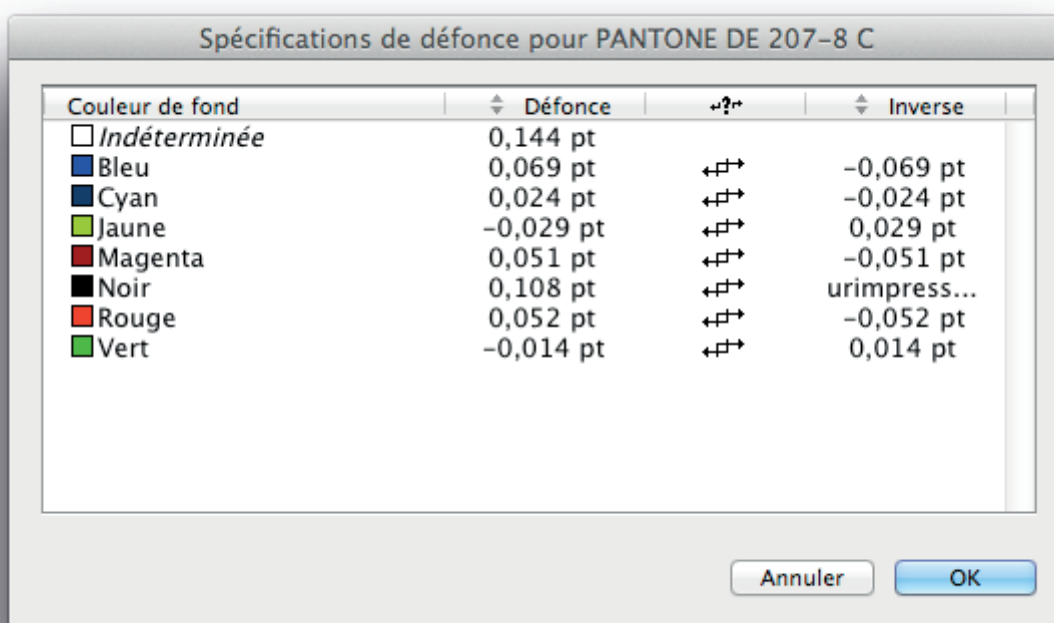 Spécifications de défonce pour PANTONE DE 207–8 C
Couleur de fond Défonce ? Inverse
Indéterminée 0,144 pt
Bleu 0,069 pt −0,069 pt
Cyan 0,024 pt −0,024 pt
Jaune −0,029 pt 0,029 pt
Magenta 0,051 pt −0,051 pt
Noir 0,108 pt urimpress...
Rouge 0,052 pt −0,052 pt
Vert −0,014 pt 0,014 pt
Annuler OK